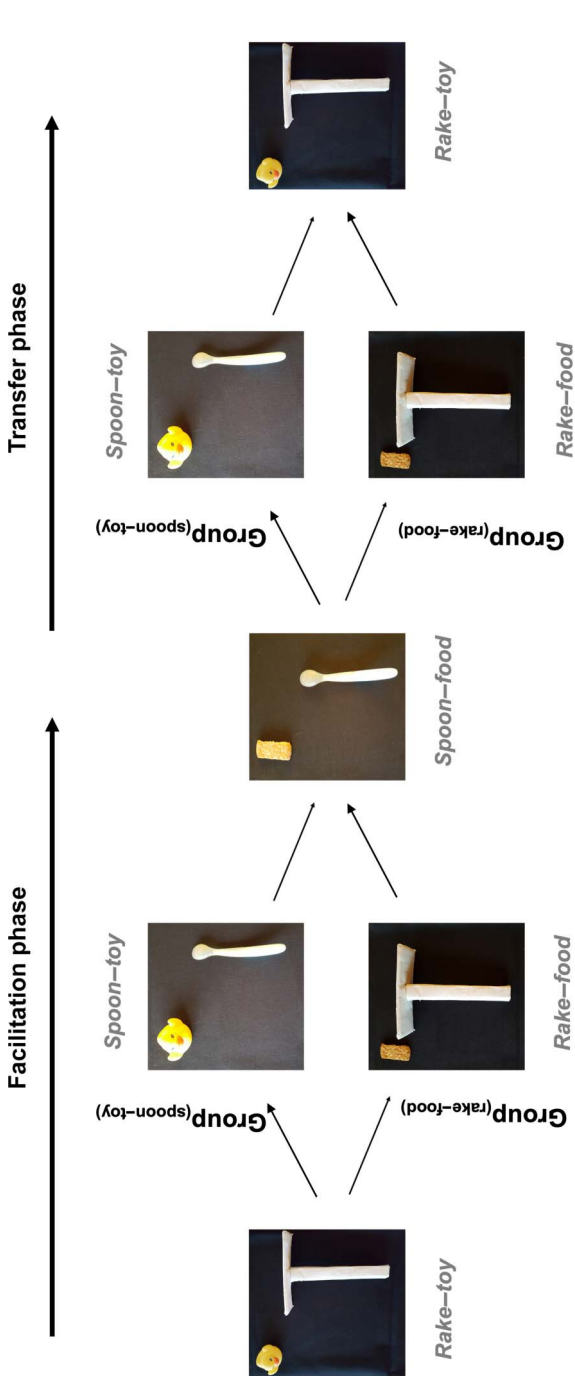 Facilitation phase
Transfer phase
Spoon–toy
Spoon–toy
Group(spoon–toy)
Group(spoon–toy)
Rake–toy
Spoon–food
Rake–toy
Group(rake–food)
Group(rake–food)
Rake–food
Rake–food